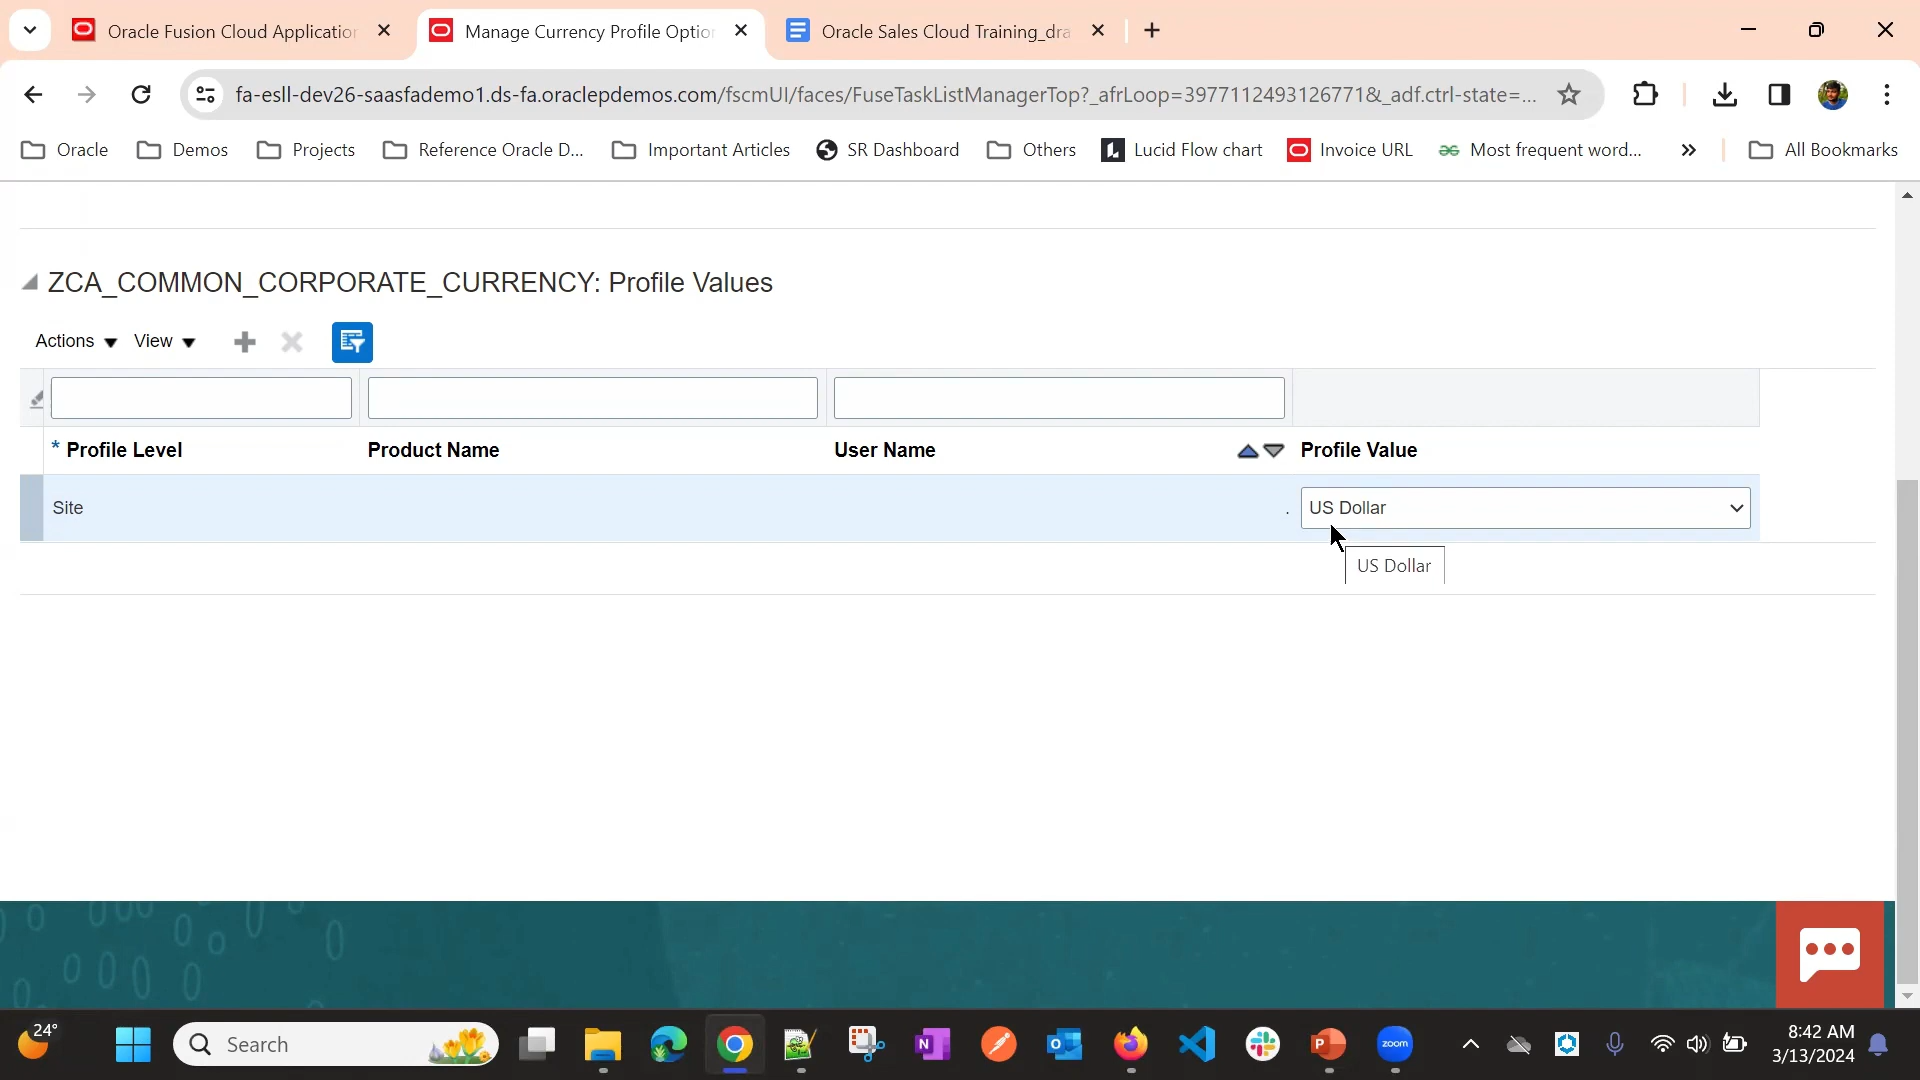 Oracle Fusion Cloud Application
Manage Currency Profile Optio
Oracle Sales Cloud Training_dra
fa-esll-dev26-saasfademo1.ds-fa.oraclepdemos.com/fscmUI/faces/FuseTaskListManagerTop?_afrLoop=3977112493126771&_adf.ctrl-state=...
Oracle
Demos
Projects
Reference Oracle D...
Important Articles
SR Dashboard
Others
Lucid Flow chart
Invoice URL
Most frequent word...
All Bookmarks
ZCA_COMMON_CORPORATE_CURRENCY: Profile Values
Actions
View
* Profile Level
Product Name
User Name
Profile Value
Site
.
US Dollar
US Dollar
24°
Search
zoom
8:42 AM
3/13/2024